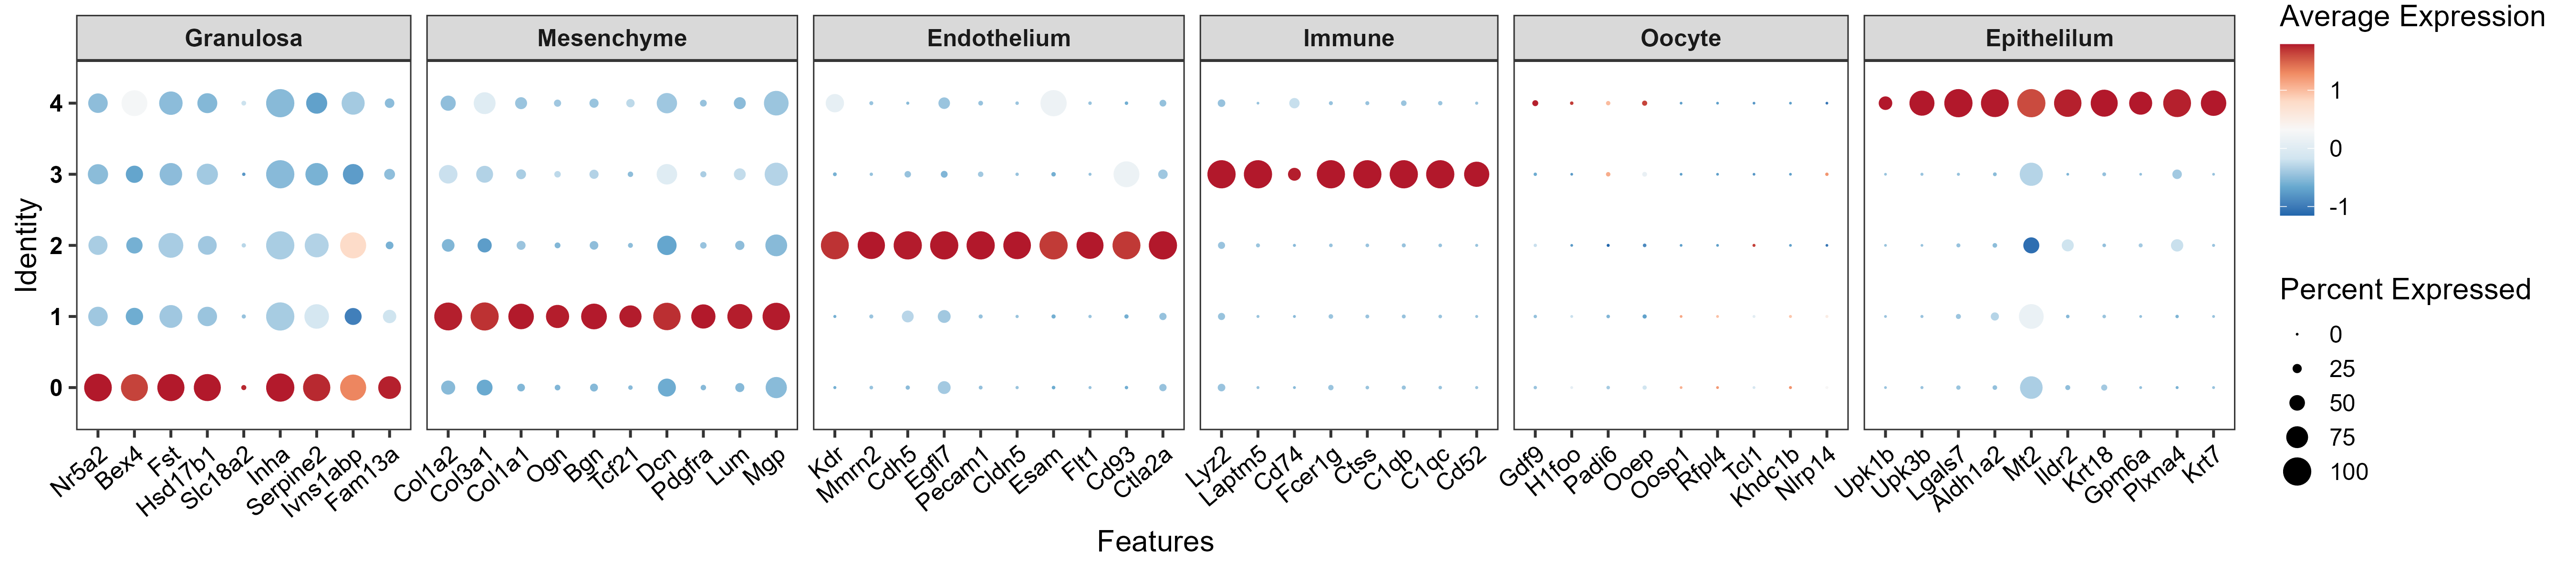 Granulosa
Mesenchyme
Endothelium
Immune
Oocyte
Epithelilum
Identity
4
3
2
1
0
Nr5a2
Bex4
Fst
Hsd17b1
Slc18a2
Inha
Serpine2
Ivns1abp
Fam13a
Col1a2
Col3a1
Col1a1
Ogn
Bgn
Tcf21
Dcn
Pdgfra
Lum
Mgp
Kdr
Mmrn2
Cdh5
Egfl7
Pecam1
Cldn5
Esam
Flt1
Cd93
Ctla2a
Lyz2
Laptm5
Cd74
Fcer1g
Ctss
C1qb
C1qc
Cd52
Gdf9
H1foo
Padi6
Ooep
Oosp1
Rfpl4
Tcl1
Khdc1b
Nlrp14
Upk1b
Upk3b
Lgals7
Aldh1a2
Mt2
Ildr2
Krt18
Gpm6a
Plxna4
Krt7
Features
Average Expression
1
0
-1
Percent Expressed
0
25
50
75
100